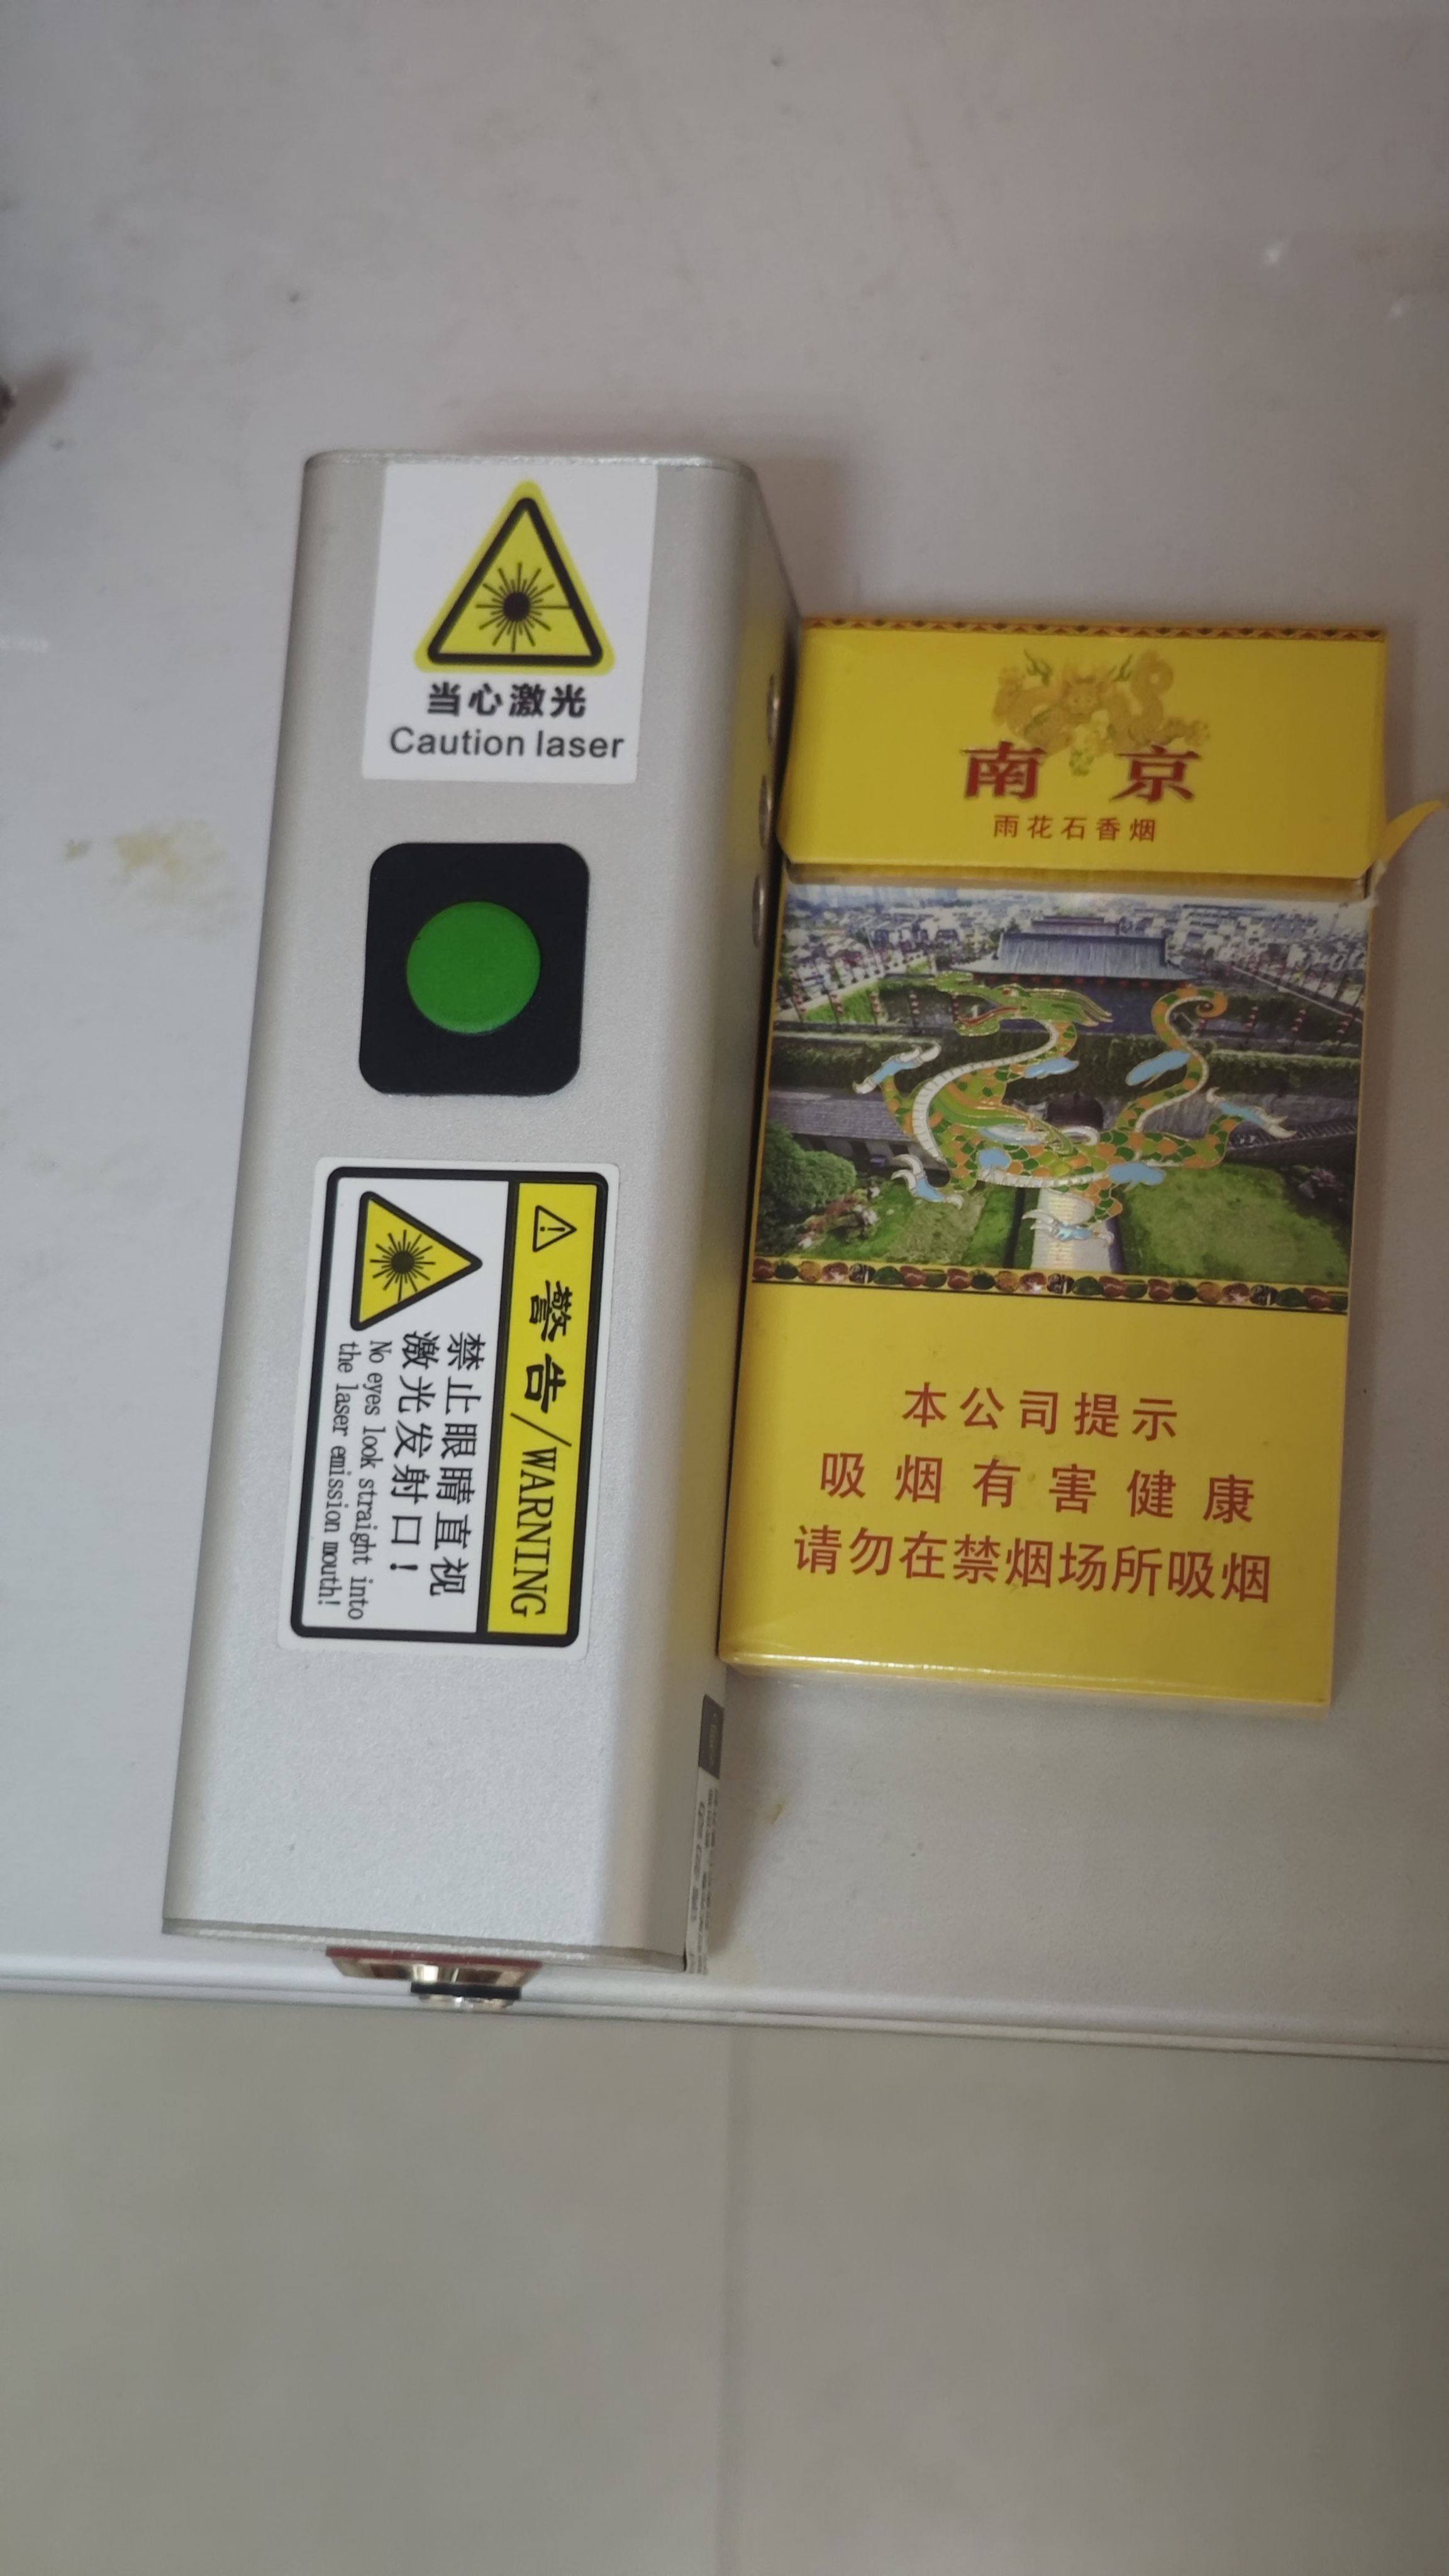 当心激光
Caution laser
警告/WARNING
禁止眼睛直视
激光发射口！
No eyes look straight into
the laser emission mouth!
南京
雨花石香烟
本公司提示
吸烟有害健康
请勿在禁烟场所吸烟